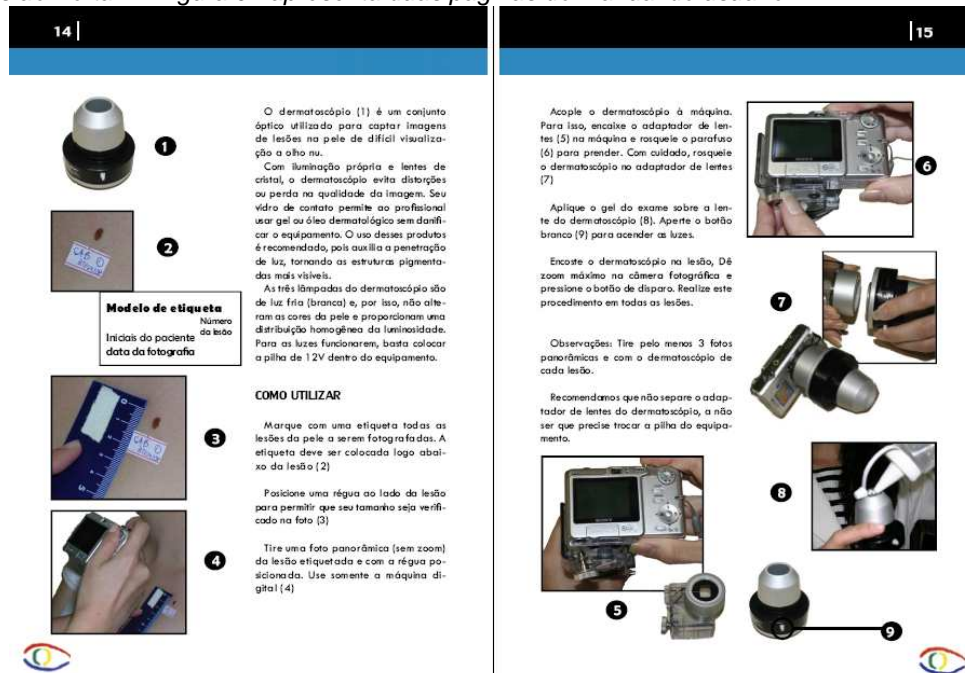 14
O dermatoscópio (1) é um conjunto
óptico utilizado para captar imagens
de lesões na pele de difícil visualiza-
ção a olho nu.
Com iluminação própria e lentes de
cristal, o dermatoscópio evita distorções
ou perda na qualidade da imagem. Seu
vidro de contato permite ao profissional
usar gel ou óleo dermatológico sem danifi-
car o equipamento. O uso desses produtos
é recomendado, pois auxilia a penetração
de luz, tornando as estruturas pigmenta-
das mais visíveis.
As três lâmpadas do dermatoscópio são
de luz fria (branca) e, por isso, não alte-
ram as cores da pele e proporcionam uma
distribuição homogênea da luminosidade.
Para as luzes funcionarem, basta colocar
a pilha de 12V dentro do equipamento.
COMO UTILIZAR
Marque com uma etiqueta todas as
lesões da pele a serem fotografadas. A
etiqueta deve ser colocada logo abai-
xo da lesão (2)
Posicione uma régua ao lado da lesão
para permitir que seu tamanho seja verifi-
cado na foto (3)
Tire uma foto panorâmica (sem zoom)
da lesão etiquetada e com a régua po-
sicionada. Use somente a máquina di-
gital (4)
1
2
Modelo de etiqueta
Número
da lesão
Iniciais do paciente
data da fotografia
3
4
15
Acople o dermatoscópio à máquina.
Para isso, encaixe o adaptador de len-
tes (5) na máquina e rosqueie o parafuso
(6) para prender. Com cuidado, rosqueie
o dermatoscópio no adaptador de lentes
(7)
Aplique o gel do exame sobre a len-
te do dermatoscópio (8). Aperte o botão
branco (9) para acender as luzes.
Encoste o dermatoscópio na lesão, Dê
zoom máximo na câmera fotográfica e
pressione o botão de disparo. Realize este
procedimento em todas as lesões.
Observações: Tire pelo menos 3 fotos
panorâmicas e com o dermatoscópio de
cada lesão.
Recomendamos que não separe o adap-
tador de lentes do dermatoscópio, a não
ser que precise trocar a pilha do equipa-
mento.
6
7
8
5
9